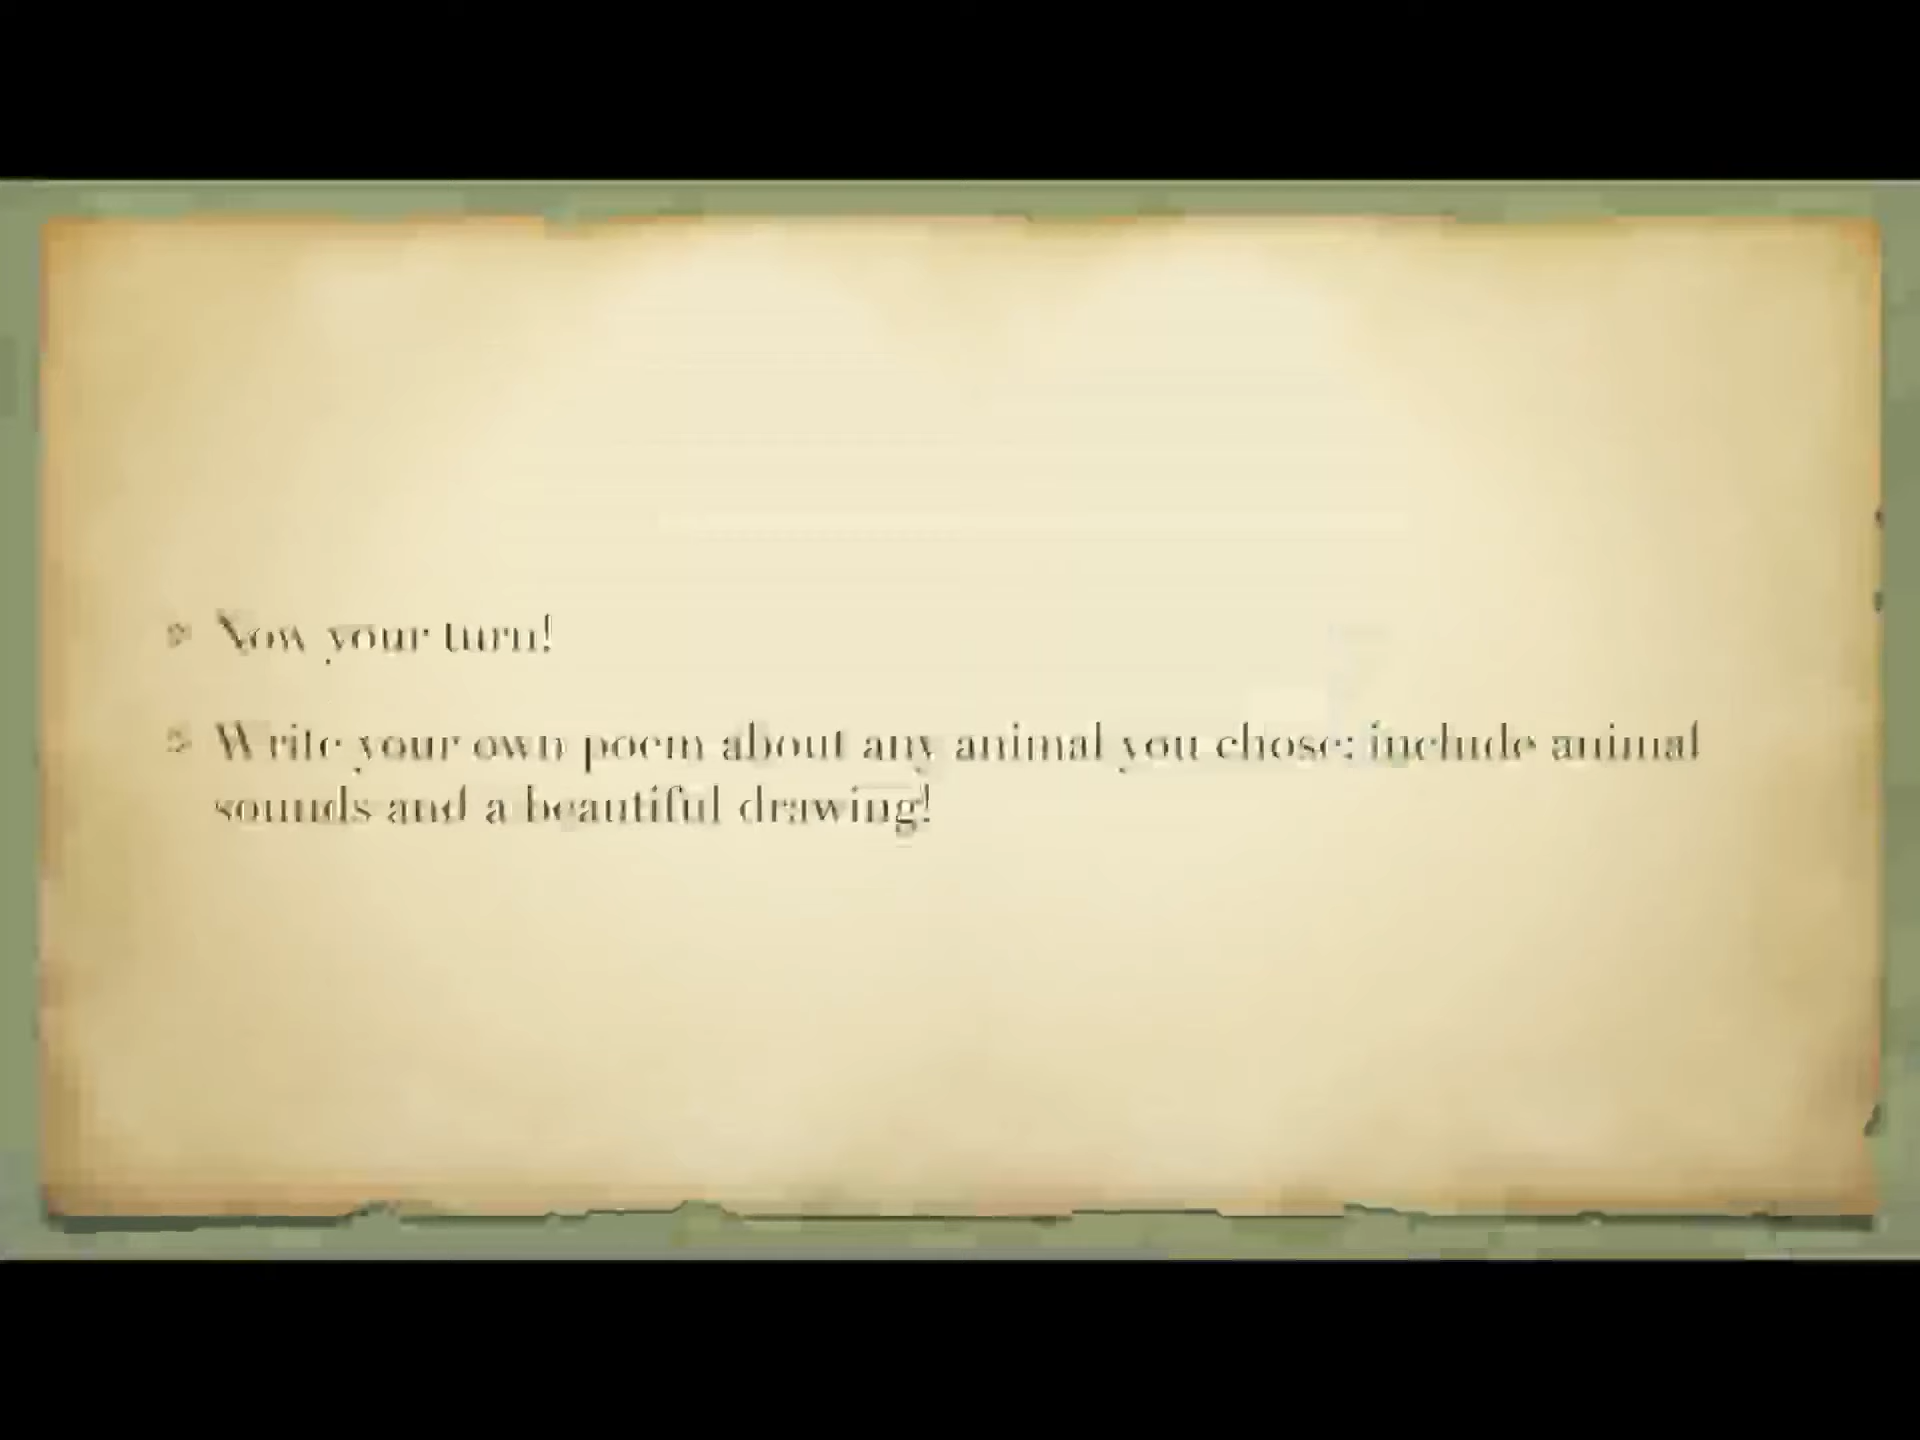 Now your turn!
Write your own poem about any animal you chose; include animal
sounds and a beautiful drawing!